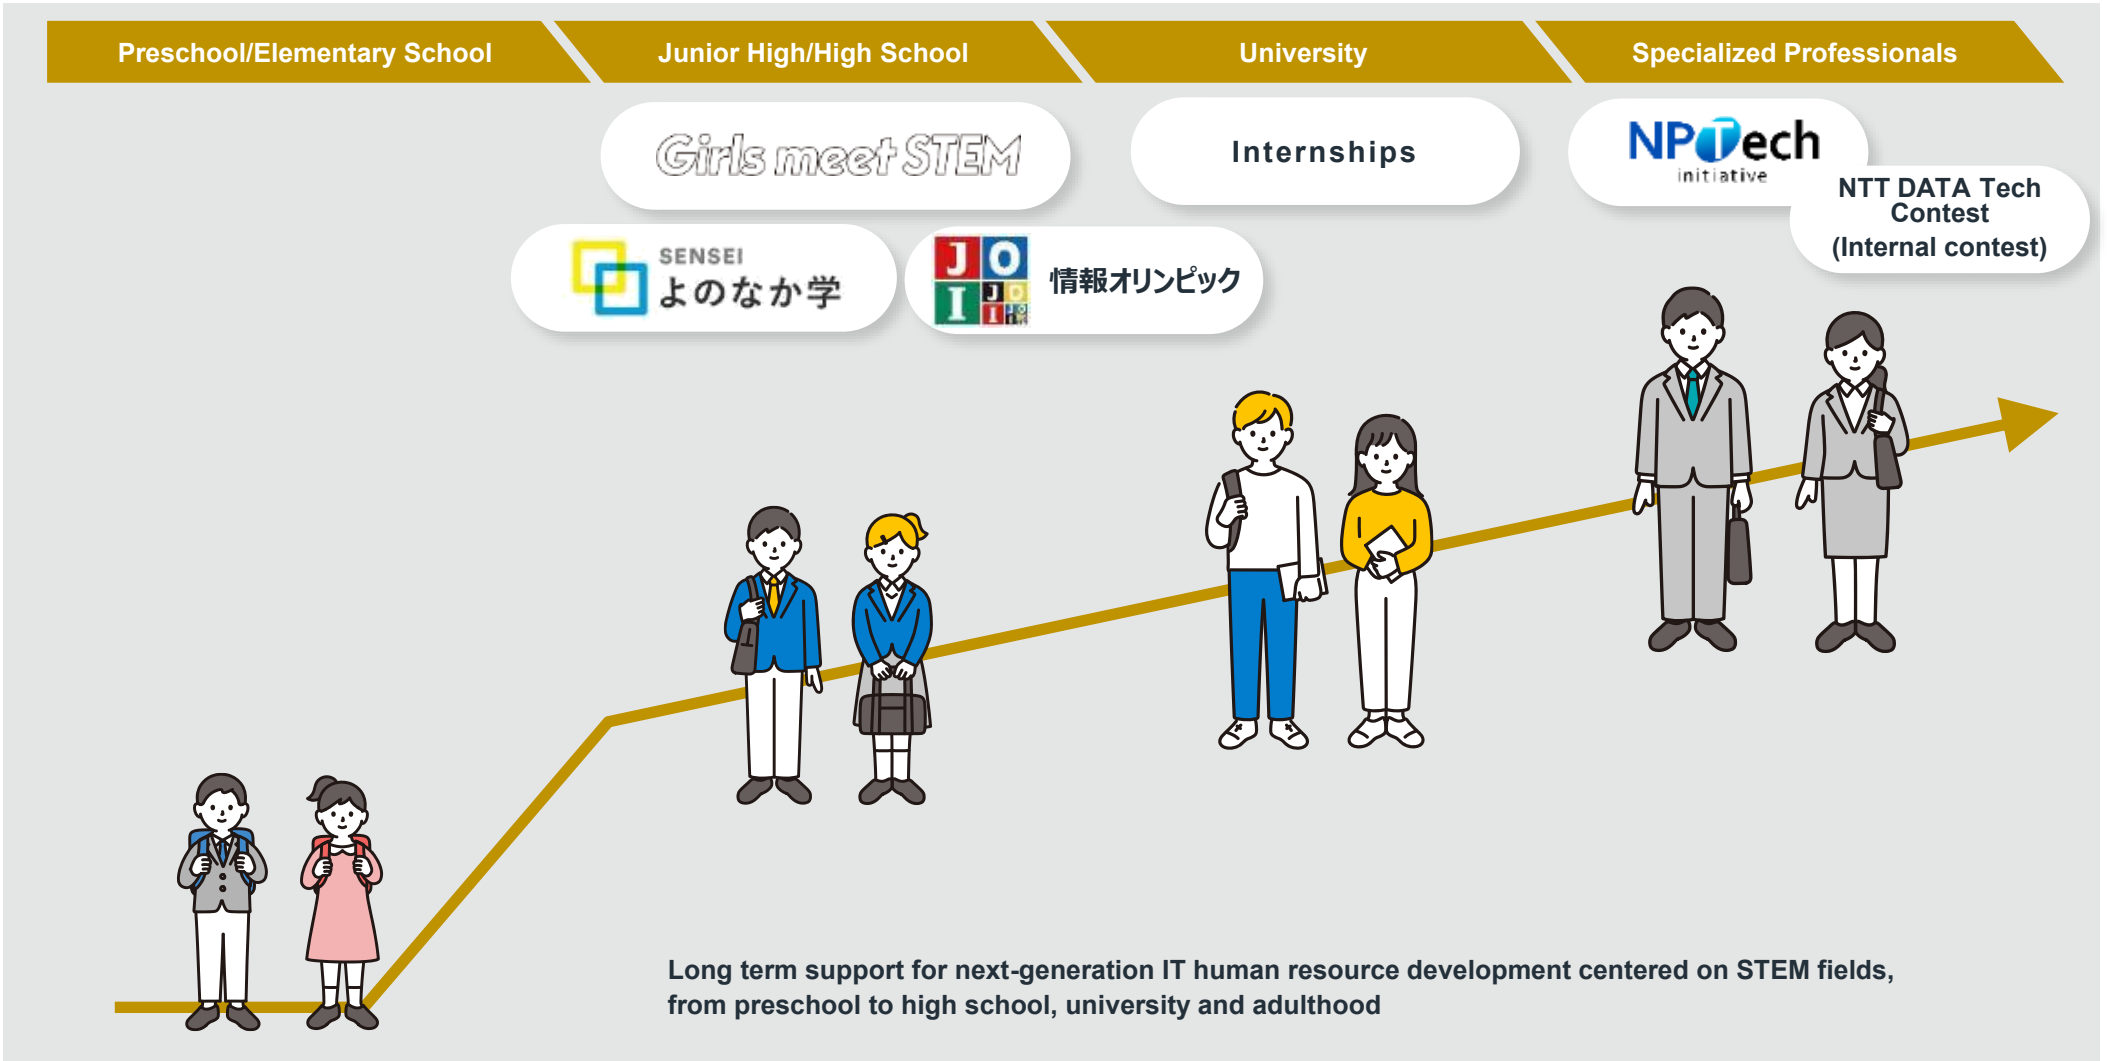 Preschool/Elementary School
Junior High/High School
University
Specialized Professionals
Girls meet STEM
Internships
NPTech
initiative
NTT DATA Tech
Contest
(Internal contest)
SENSEI
よのなか学
JOI
情報オリンピック
Long term support for next-generation IT human resource development centered on STEM fields,
from preschool to high school, university and adulthood